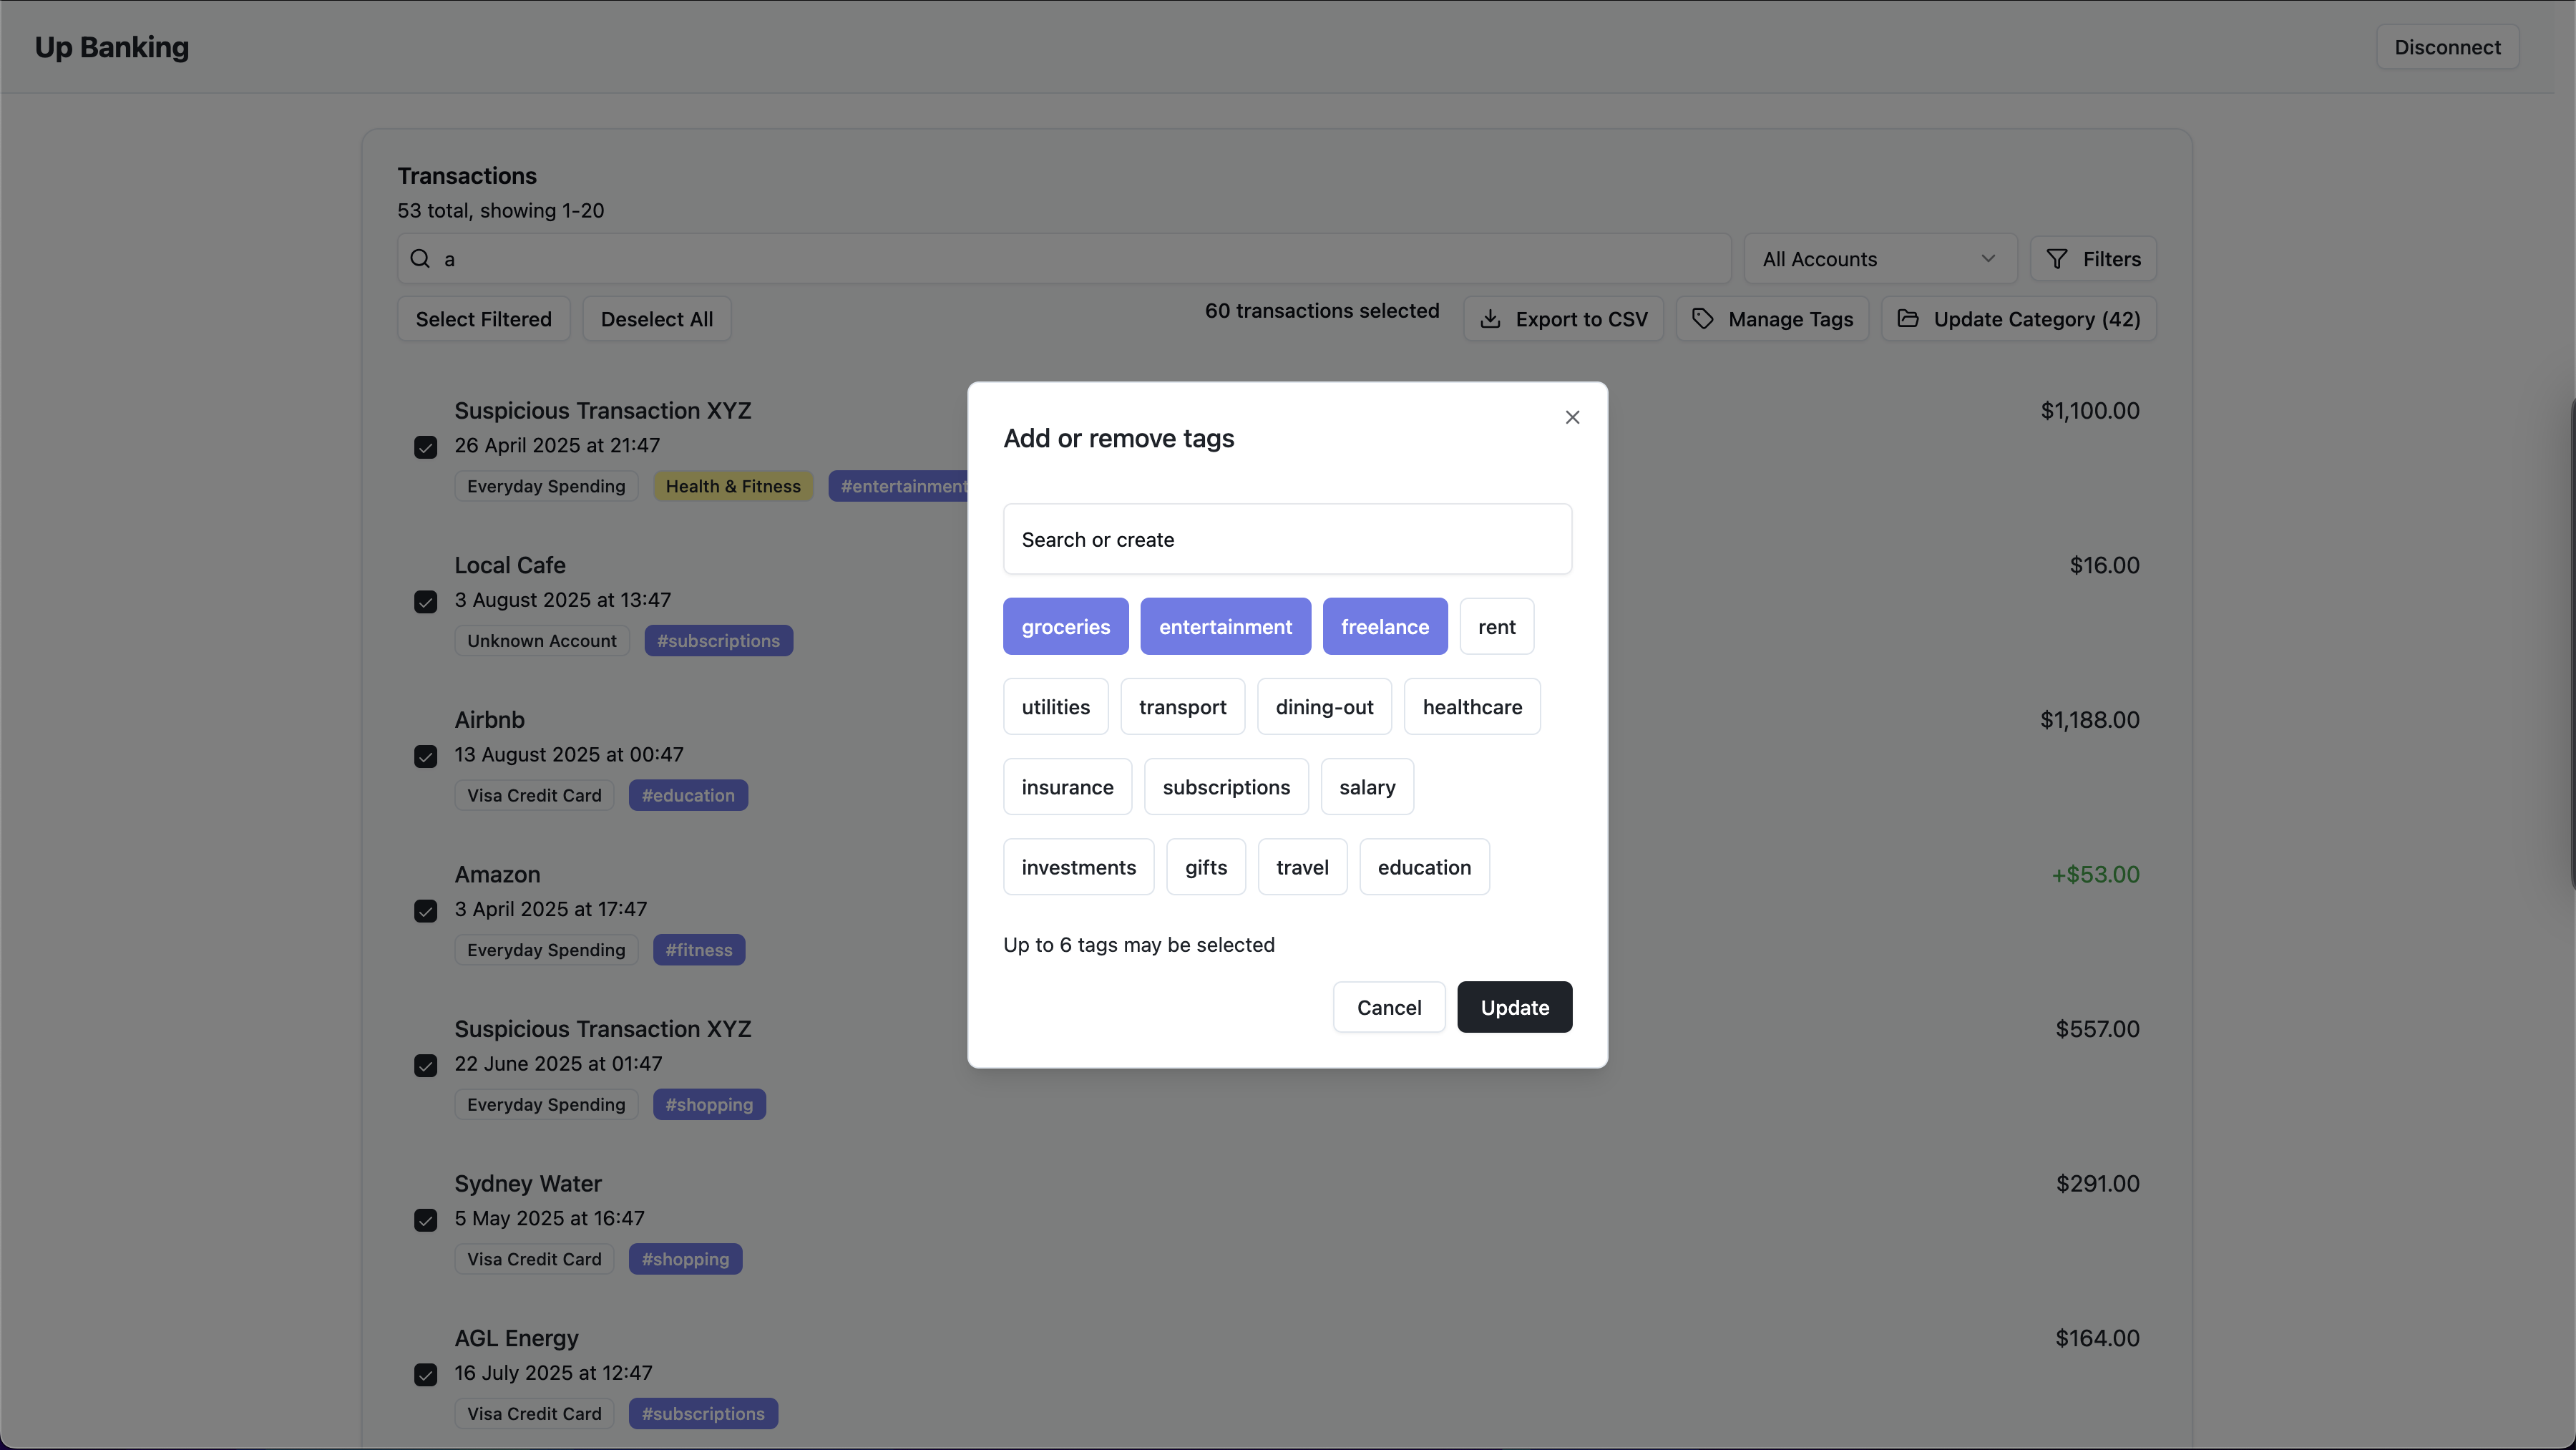 Up Banking
Disconnect
Transactions
53 total, showing 1-20
a
All Accounts
Filters
Select Filtered
Deselect All
60 transactions selected
Export to CSV
Manage Tags
Update Category (42)
Suspicious Transaction XYZ
$1,100.00
26 April 2025 at 21:47
Everyday Spending
Health & Fitness
#entertainment
Local Cafe
$16.00
3 August 2025 at 13:47
Unknown Account
#subscriptions
Airbnb
$1,188.00
13 August 2025 at 00:47
Visa Credit Card
#education
Amazon
+$53.00
3 April 2025 at 17:47
Everyday Spending
#fitness
Suspicious Transaction XYZ
$557.00
22 June 2025 at 01:47
Everyday Spending
#shopping
Sydney Water
$291.00
5 May 2025 at 16:47
Visa Credit Card
#shopping
AGL Energy
$164.00
16 July 2025 at 12:47
Visa Credit Card
#subscriptions
Add or remove tags
Search or create
groceries
entertainment
freelance
rent
utilities
transport
dining-out
healthcare
insurance
subscriptions
salary
investments
gifts
travel
education
Up to 6 tags may be selected
Cancel
Update